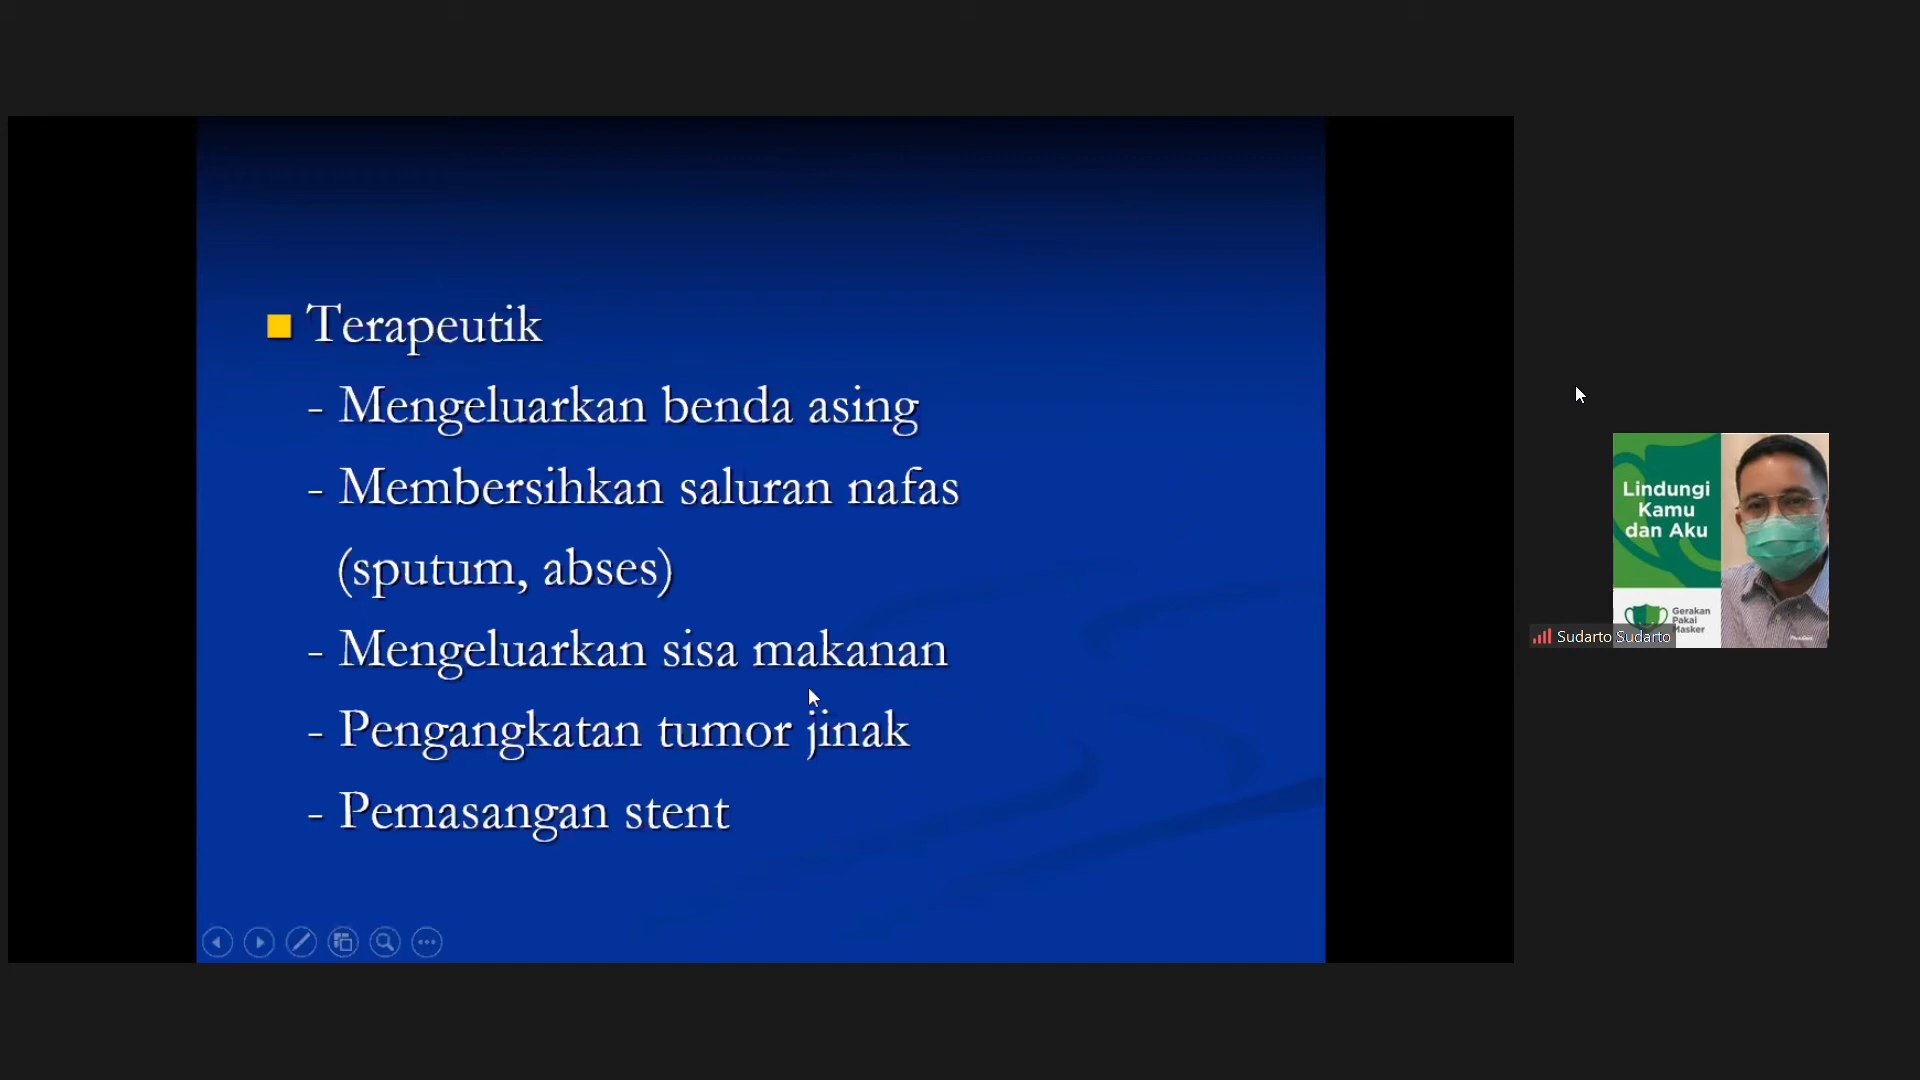 Terapeutik
- Mengeluarkan benda asing
- Membersihkan saluran nafas
(sputum, abses)
- Mengeluarkan sisa makanan
- Pengangkatan tumor jinak
- Pemasangan stent
Lindungi
Kamu
dan Aku
Gerakan
Pakai
Masker
Sudarto Sudarto